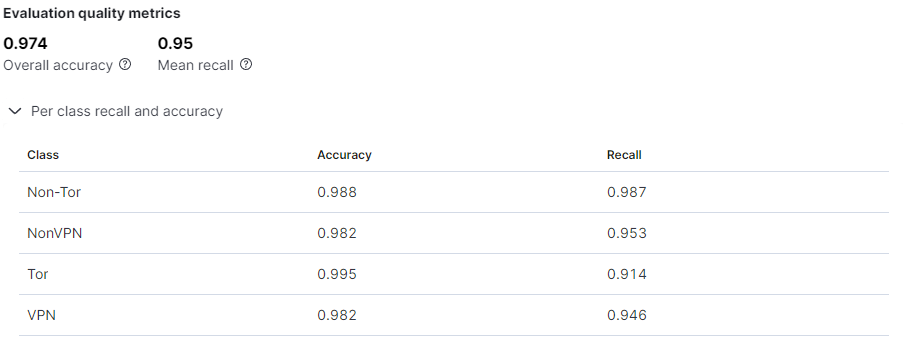 Evaluation quality metrics
0.974 0.95
Overall accuracy Mean recall
Per class recall and accuracy
Class Accuracy Recall
Non-Tor 0.988 0.987
NonVPN 0.982 0.953
Tor 0.995 0.914
VPN 0.982 0.946